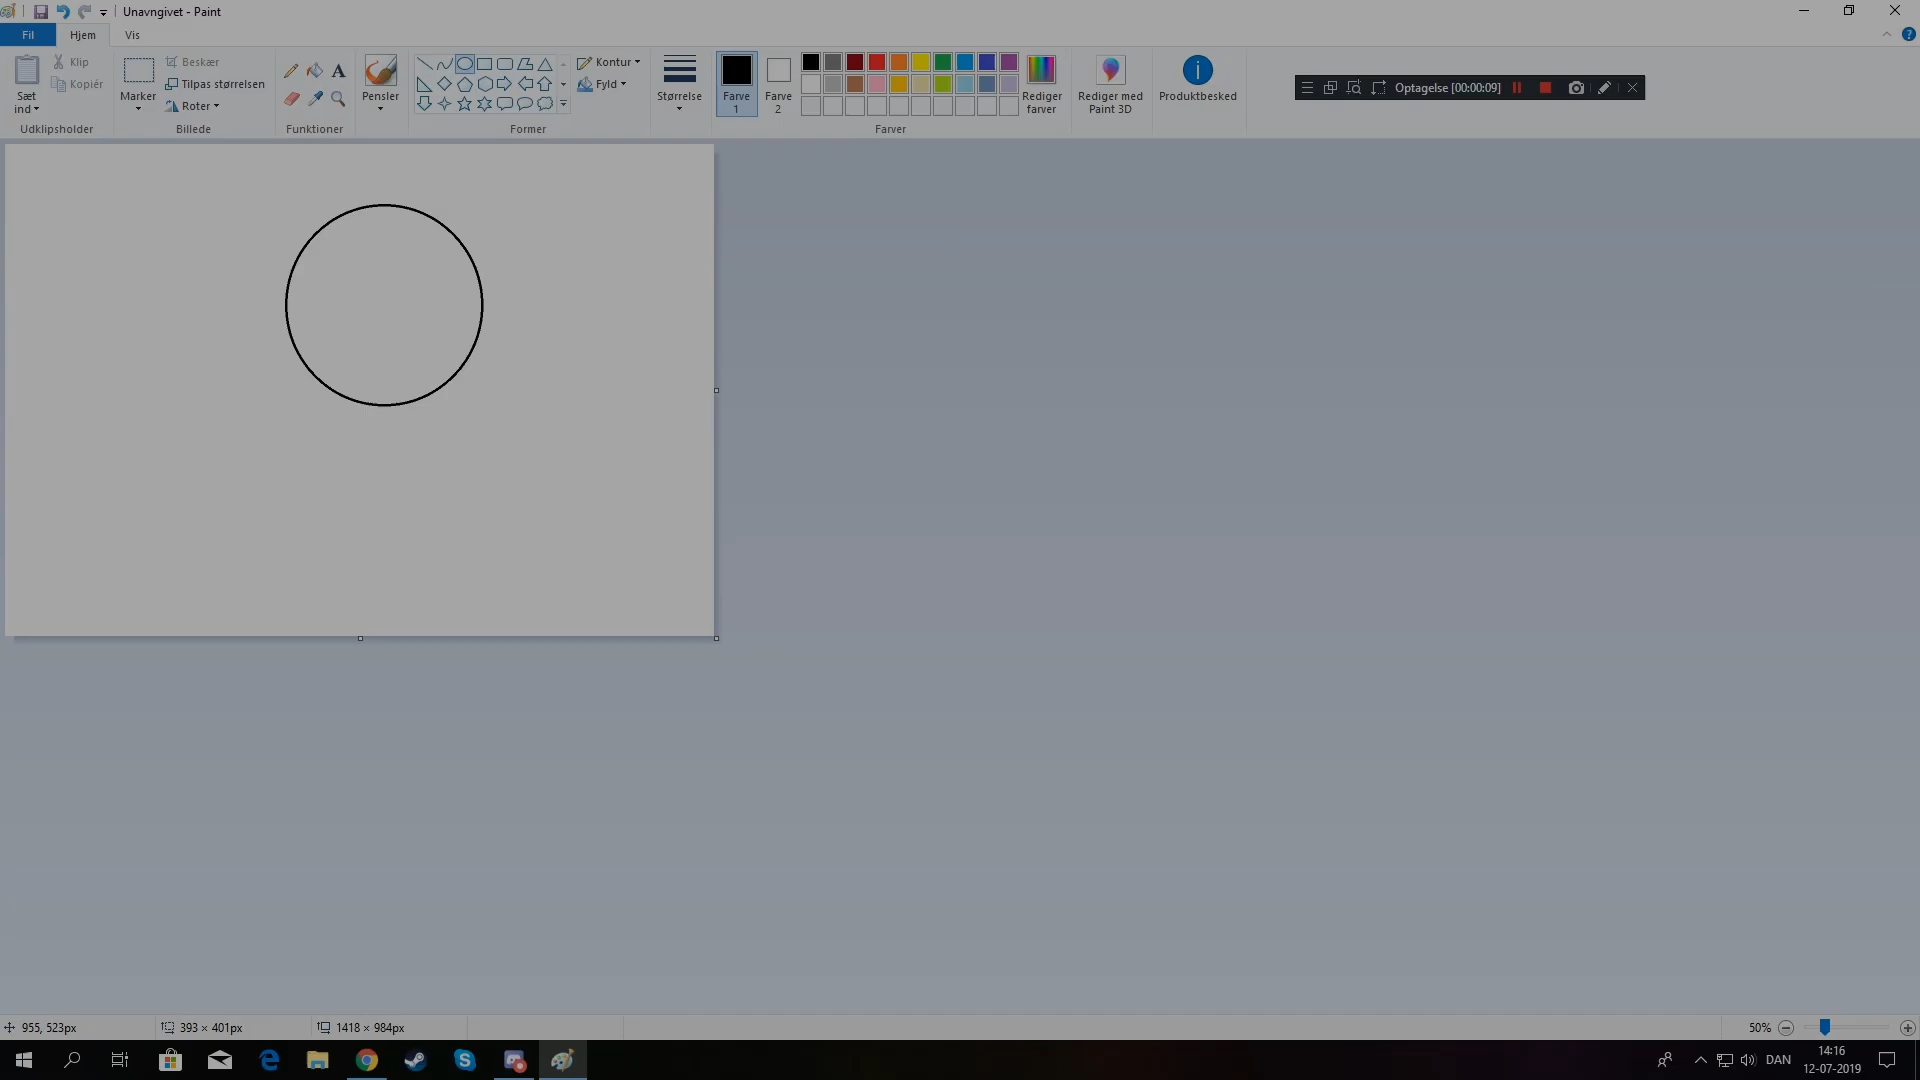 Unavngivet - Paint
Fil Hjem Vis
Sæt ind
Klip
Kopiér
Udklipsholder
Marker
Beskær
Tilpas størrelsen
Roter
Billede
A
Funktioner
Pensler
Former
Kontur
Fyld
Størrelse
Farve 1
Farve 2
Rediger farver
Farver
Rediger med Paint 3D
Produktbesked
Optagelse [00:00:09]
955, 523px
393 × 401px
1418 × 984px
50%
DAN
14:16
12-07-2019